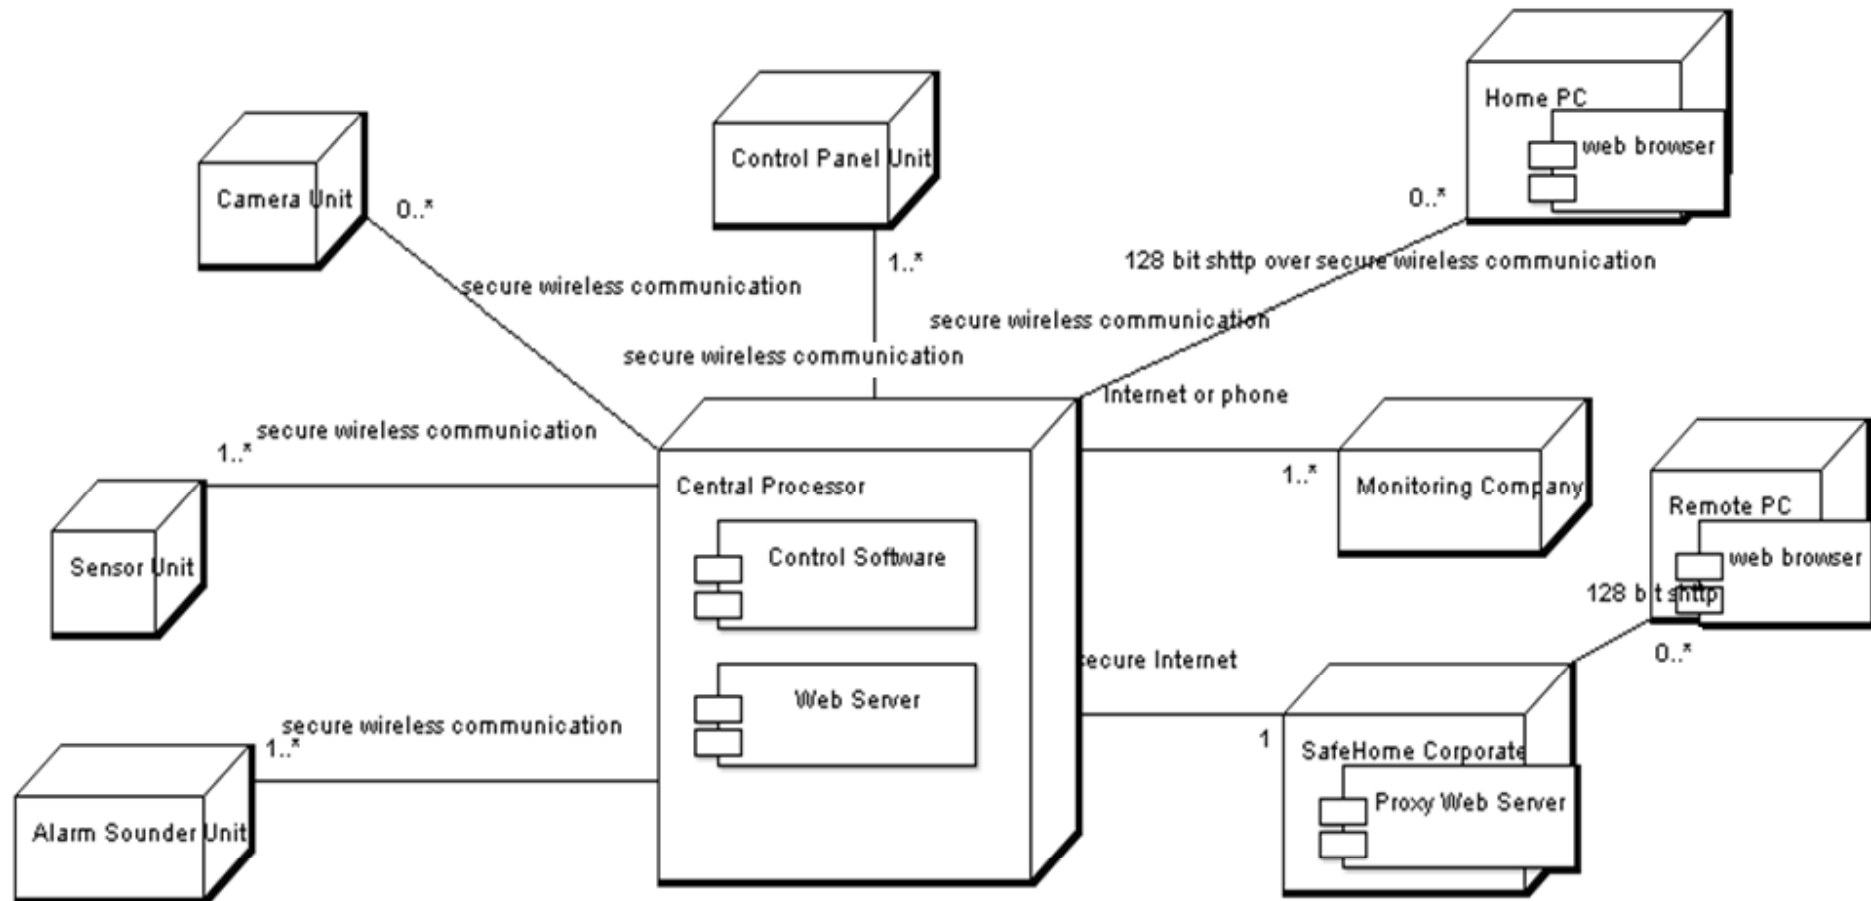 Home PC
web browser
Control Panel Unit
Camera Unit
0..*
0..*
1..*
128 bit shttp over secure wireless communication
secure wireless communication
secure wireless communication
secure wireless communication
Internet or phone
secure wireless communication
1..*
1..*
Central Processor
Monitoring Company
Remote PC
Control Software
web browser
Sensor Unit
128 bit shttp
0..*
secure Internet
Web Server
secure wireless communication
1..*
1
SafeHome Corporate
Proxy Web Server
Alarm Sounder Unit